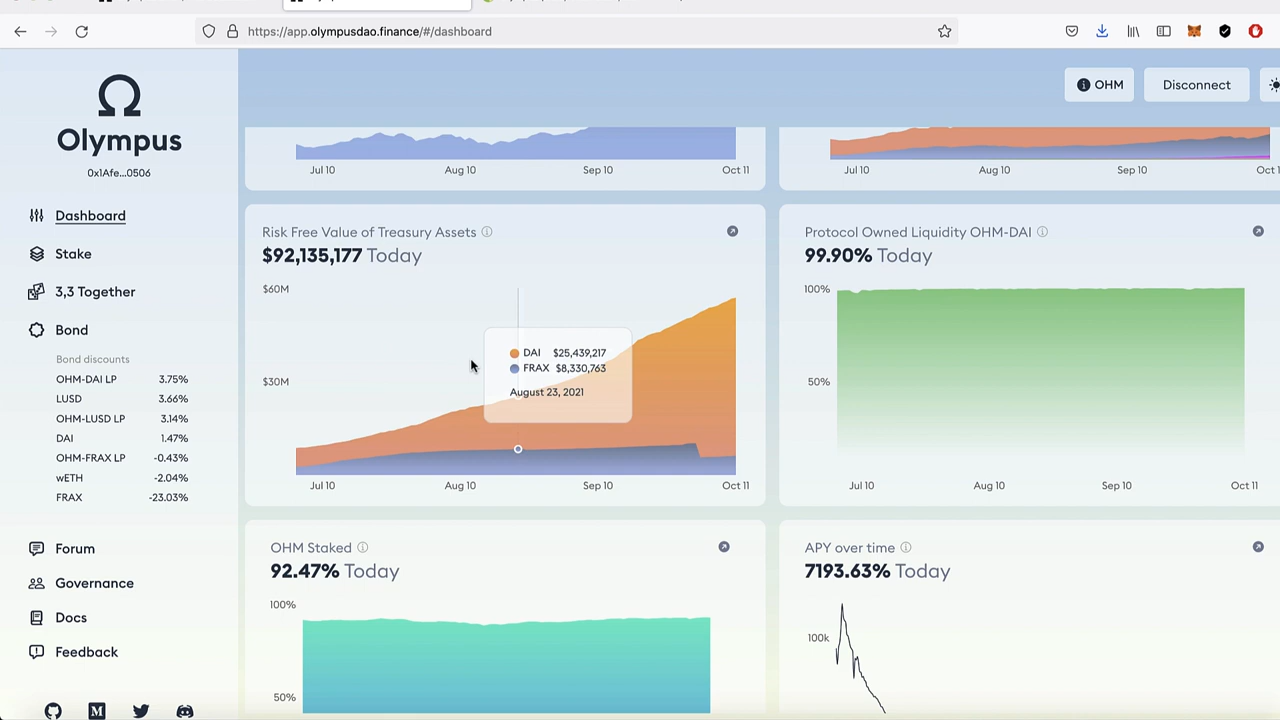 https://app.olympusdao.finance/#/dashboard
OHM
Disconnect
Olympus
0x1Afe...0506
Dashboard
Stake
3,3 Together
Bond
Bond discounts
OHM-DAI LP 3.75%
LUSD 3.66%
OHM-LUSD LP 3.14%
DAI 1.47%
OHM-FRAX LP -0.43%
wETH -2.04%
FRAX -23.03%
Forum
Governance
Docs
Feedback
Jul 10 Aug 10 Sep 10 Oct 11
Jul 10 Aug 10 Sep 10 Oct 1
Risk Free Value of Treasury Assets
$92,135,177 Today
$60M
$30M
DAI $25,439,217
FRAX $8,330,763
August 23, 2021
Jul 10 Aug 10 Sep 10 Oct 11
Protocol Owned Liquidity OHM-DAI
99.90% Today
100%
50%
Jul 10 Aug 10 Sep 10 Oct 11
OHM Staked
92.47% Today
100%
50%
APY over time
7193.63% Today
100k